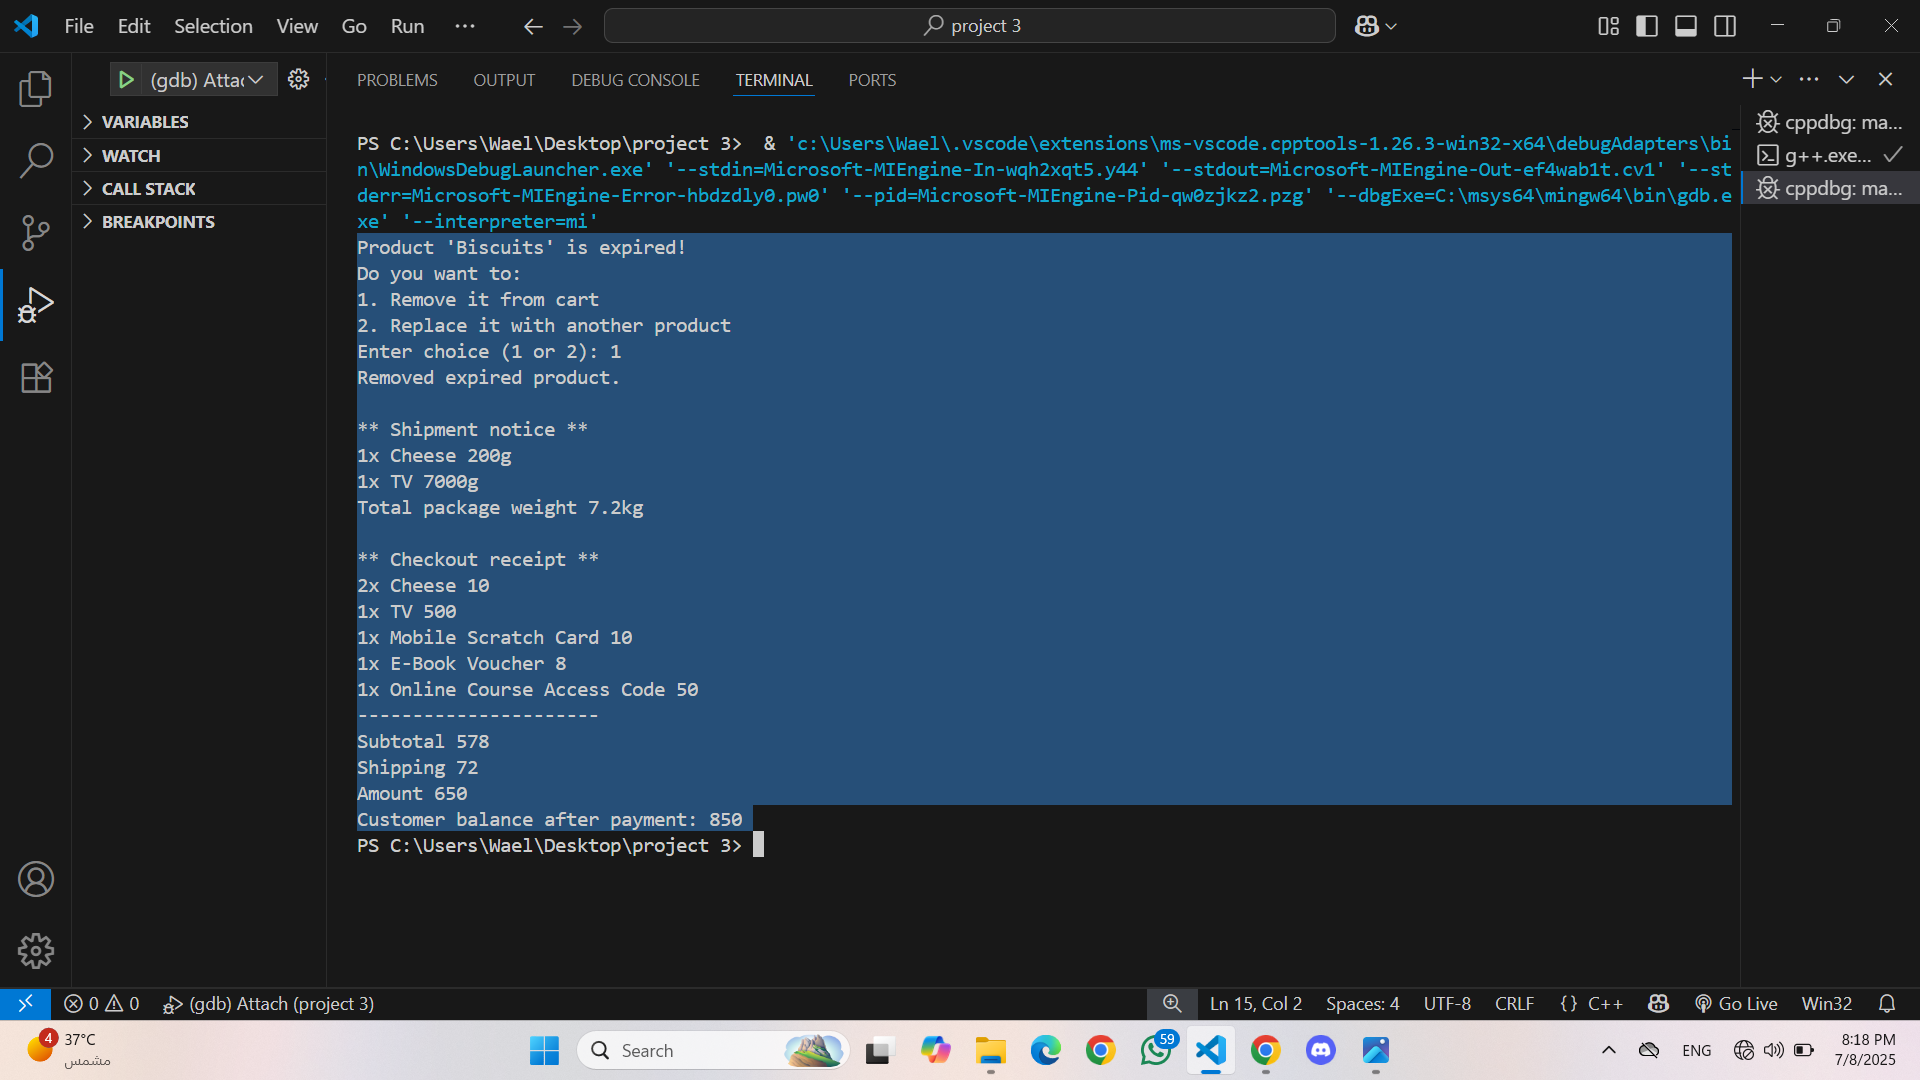 File Edit Selection View Go Run ··· project 3
(gdb) Attac
VARIABLES
WATCH
CALL STACK
BREAKPOINTS
PROBLEMS OUTPUT DEBUG CONSOLE TERMINAL PORTS
PS C:\Users\Wael\Desktop\project 3>  & 'c:\Users\Wael\.vscode\extensions\ms-vscode.cpptools-1.26.3-win32-x64\debugAdapters\bi
n\WindowsDebugLauncher.exe' '--stdin=Microsoft-MIEngine-In-wqh2xqt5.y44' '--stdout=Microsoft-MIEngine-Out-ef4wab1t.cv1' '--st
derr=Microsoft-MIEngine-Error-hbdzdly0.pw0' '--pid=Microsoft-MIEngine-Pid-qw0zjkz2.pzg' '--dbgExe=C:\msys64\mingw64\bin\gdb.e
xe' '--interpreter=mi'
Product 'Biscuits' is expired!
Do you want to:
1. Remove it from cart
2. Replace it with another product
Enter choice (1 or 2): 1
Removed expired product.
** Shipment notice **
1x Cheese 200g
1x TV 7000g
Total package weight 7.2kg
** Checkout receipt **
2x Cheese 10
1x TV 500
1x Mobile Scratch Card 10
1x E-Book Voucher 8
1x Online Course Access Code 50
----------------------
Subtotal 578
Shipping 72
Amount 650
Customer balance after payment: 850
PS C:\Users\Wael\Desktop\project 3>
cppdbg: ma...
g++.exe...
cppdbg: ma...
0 0 (gdb) Attach (project 3) Ln 15, Col 2 Spaces: 4 UTF-8 CRLF {} C++ Go Live Win32
4 37°C
مشمس
Search
59
ENG
8:18 PM
7/8/2025